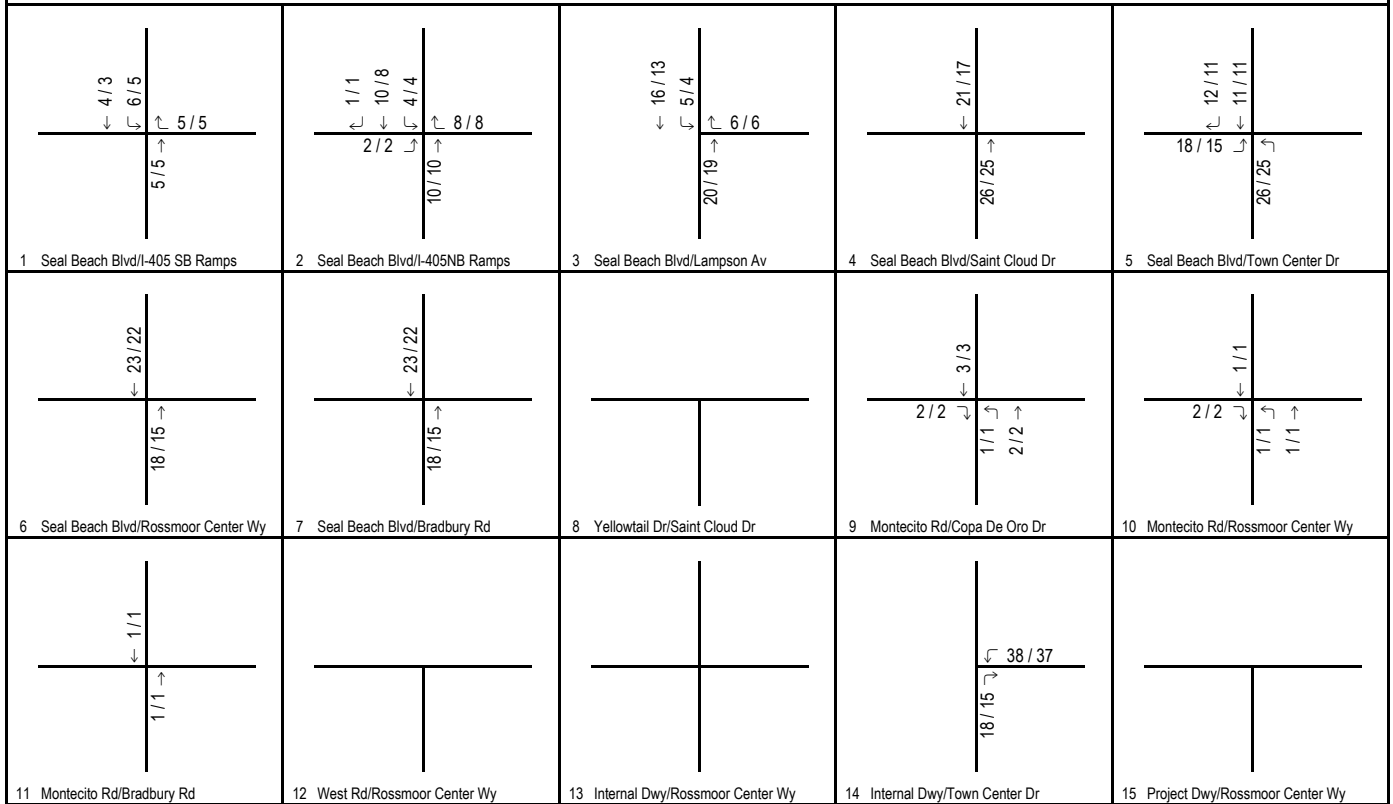 4 / 3
6 / 5
5 / 5
5 / 5
1 Seal Beach Blvd/I-405 SB Ramps
1 / 1
10 / 8
4 / 4
8 / 8
2 / 2
10 / 10
2 Seal Beach Blvd/I-405NB Ramps
16 / 13
5 / 4
6 / 6
20 / 19
3 Seal Beach Blvd/Lampson Av
21 / 17
26 / 25
4 Seal Beach Blvd/Saint Cloud Dr
12 / 11
11 / 11
18 / 15
26 / 25
5 Seal Beach Blvd/Town Center Dr
23 / 22
18 / 15
6 Seal Beach Blvd/Rossmoor Center Wy
23 / 22
18 / 15
7 Seal Beach Blvd/Bradbury Rd
8 Yellowtail Dr/Saint Cloud Dr
3 / 3
2 / 2
1 / 1
2 / 2
9 Montecito Rd/Copa De Oro Dr
1 / 1
2 / 2
1 / 1
1 / 1
10 Montecito Rd/Rossmoor Center Wy
1 / 1
1 / 1
11 Montecito Rd/Bradbury Rd
12 West Rd/Rossmoor Center Wy
13 Internal Dwy/Rossmoor Center Wy
38 / 37
18 / 15
14 Internal Dwy/Town Center Dr
15 Project Dwy/Rossmoor Center Wy